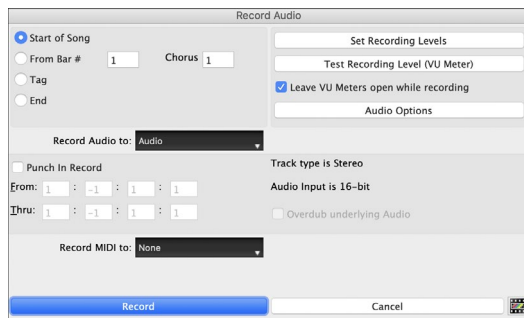 Record Audio
Start of Song
From Bar # 1 Chorus 1
Tag
End
Set Recording Levels
Test Recording Level (VU Meter)
Leave VU Meters open while recording
Audio Options
Record Audio to: Audio
Punch In Record
From: 1 : -1 : 1 : 1
Thru: 1 : -1 : 1 : 1
Track type is Stereo
Audio Input is 16-bit
Overdub underlying Audio
Record MIDI to: None
Record
Cancel